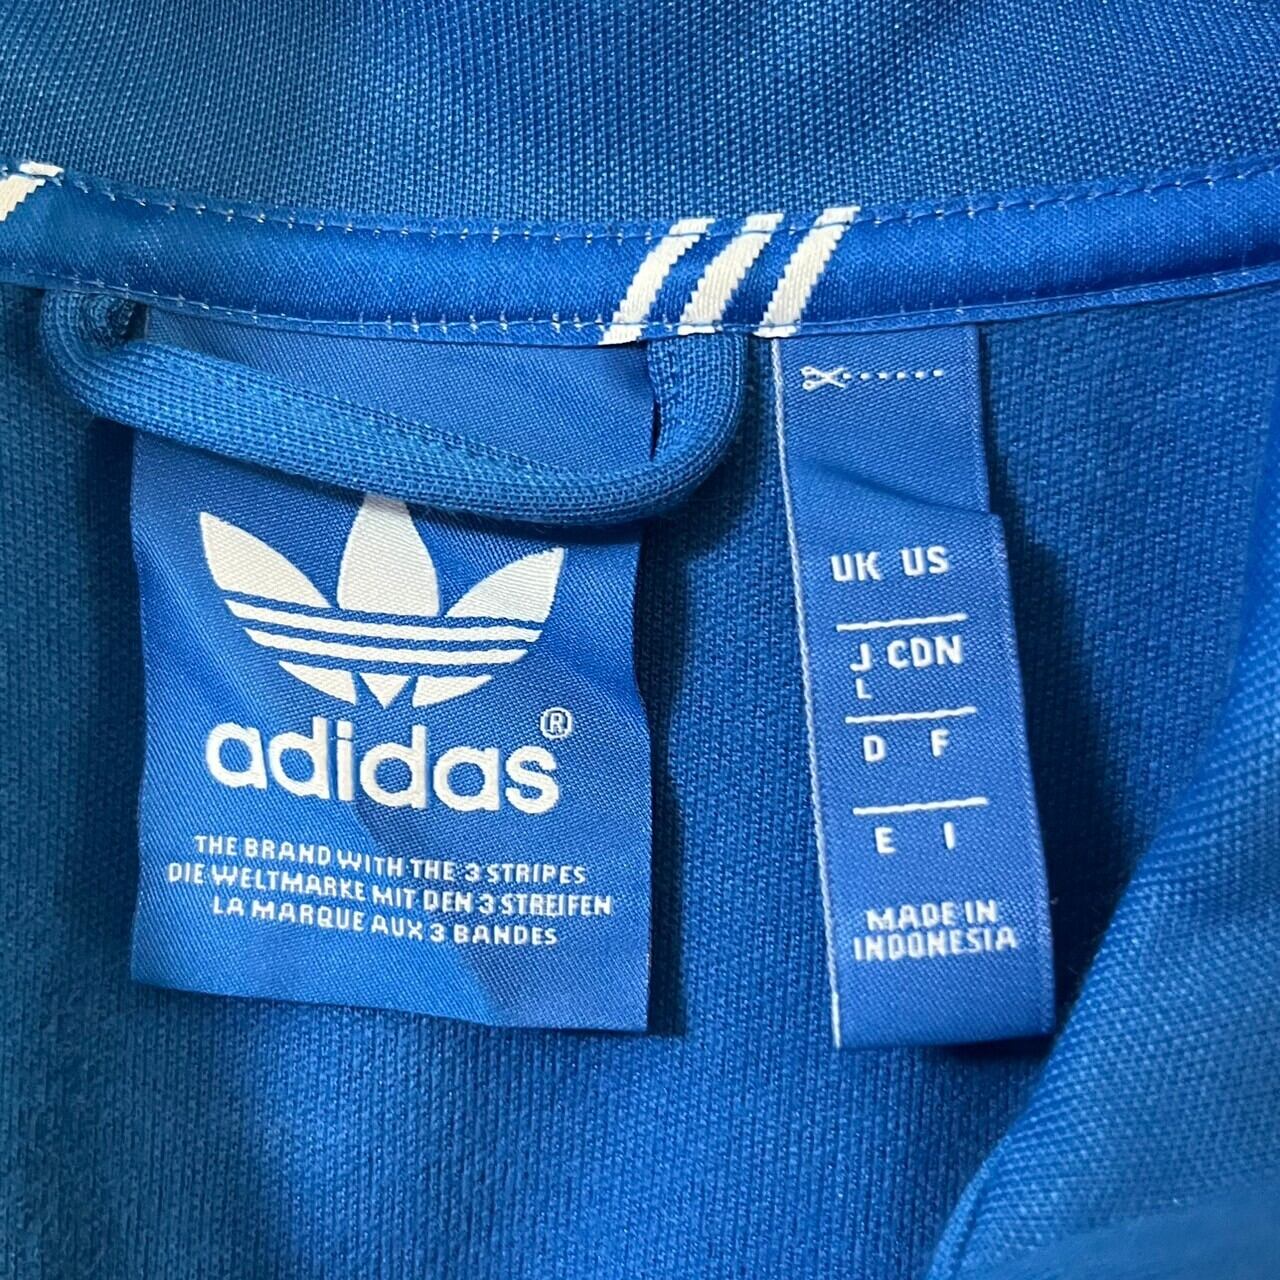 adidas®
THE BRAND WITH THE 3 STRIPES
DIE WELTMARKE MIT DEN 3 STREIFEN
LA MARQUE AUX 3 BANDES
UK US
J CDN
L
D F
E I
MADE IN
INDONESIA